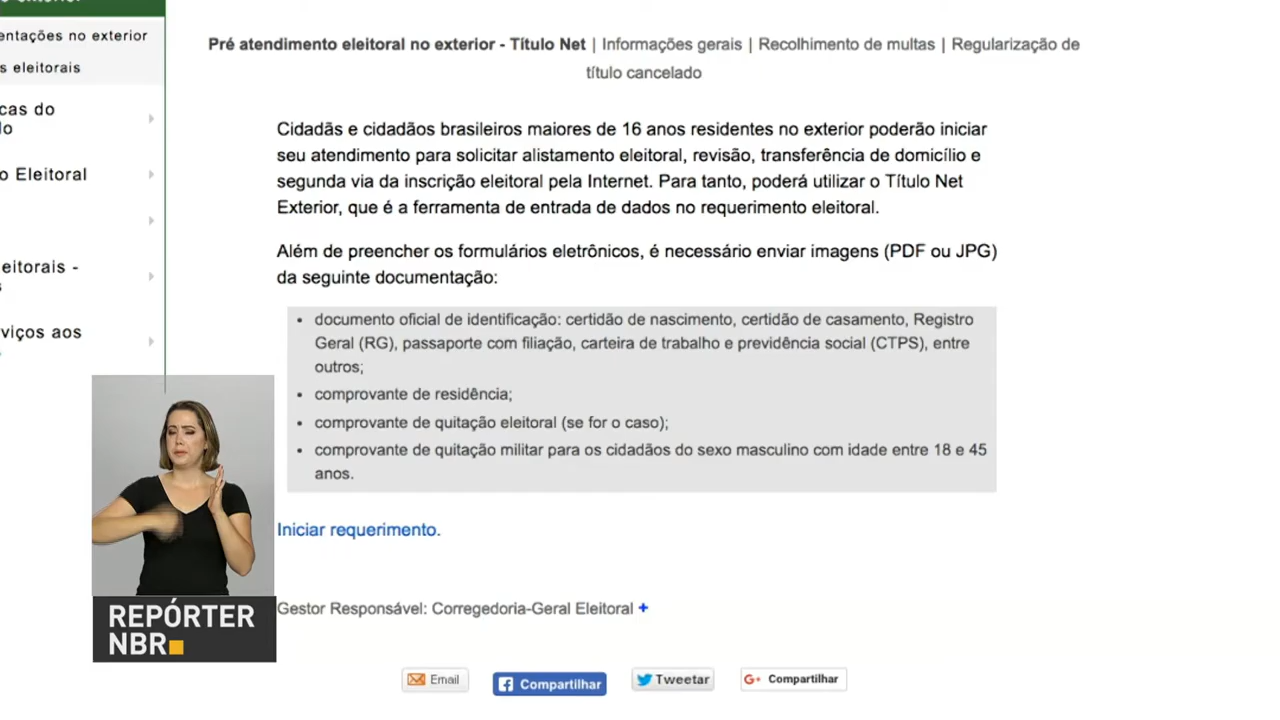 entações no exterior
s eleitorais
cas do
lo
o Eleitoral
eitorais -
s
viços aos
Pré atendimento eleitoral no exterior - Título Net | Informações gerais | Recolhimento de multas | Regularização de
título cancelado
Cidadãs e cidadãos brasileiros maiores de 16 anos residentes no exterior poderão iniciar
seu atendimento para solicitar alistamento eleitoral, revisão, transferência de domicílio e
segunda via da inscrição eleitoral pela Internet. Para tanto, poderá utilizar o Título Net
Exterior, que é a ferramenta de entrada de dados no requerimento eleitoral.
Além de preencher os formulários eletrônicos, é necessário enviar imagens (PDF ou JPG)
da seguinte documentação:
• documento oficial de identificação: certidão de nascimento, certidão de casamento, Registro
Geral (RG), passaporte com filiação, carteira de trabalho e previdência social (CTPS), entre
outros;
• comprovante de residência;
• comprovante de quitação eleitoral (se for o caso);
• comprovante de quitação militar para os cidadãos do sexo masculino com idade entre 18 e 45
anos.
Iniciar requerimento.
Gestor Responsável: Corregedoria-Geral Eleitoral +
REPÓRTER
NBR
Email
Compartilhar
Tweetar
G+ Compartilhar